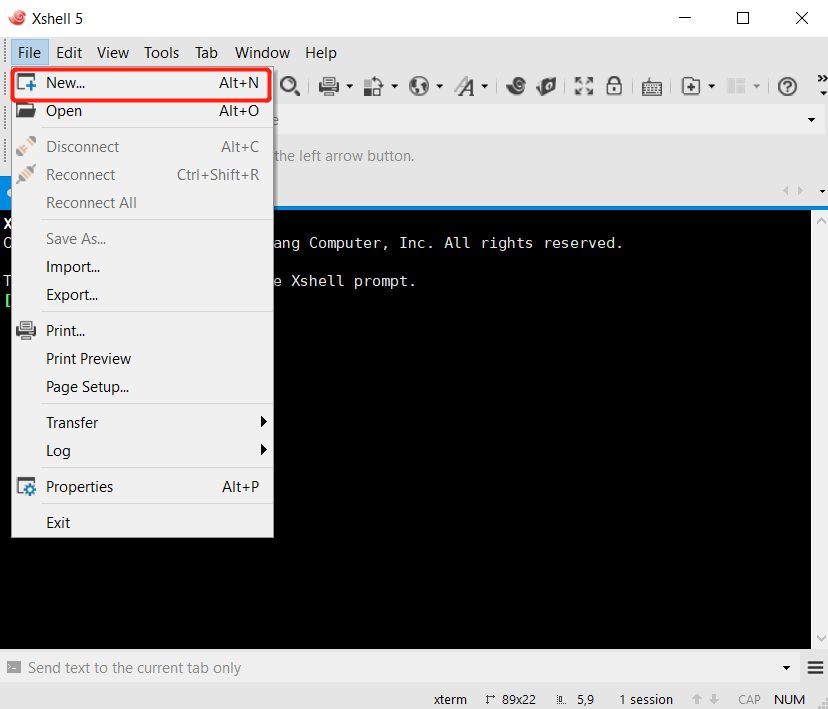 Xshell 5
File Edit View Tools Tab Window Help
New... Alt+N
Open Alt+O
the left arrow button.
Disconnect Alt+C
Reconnect Ctrl+Shift+R
Reconnect All
Save As...
ang Computer, Inc. All rights reserved.
Import...
e Xshell prompt.
Export...
[
Print...
Print Preview
Page Setup...
Transfer
Log
Properties Alt+P
Exit
Send text to the current tab only
xterm 89x22 5,9 1 session CAP NUM